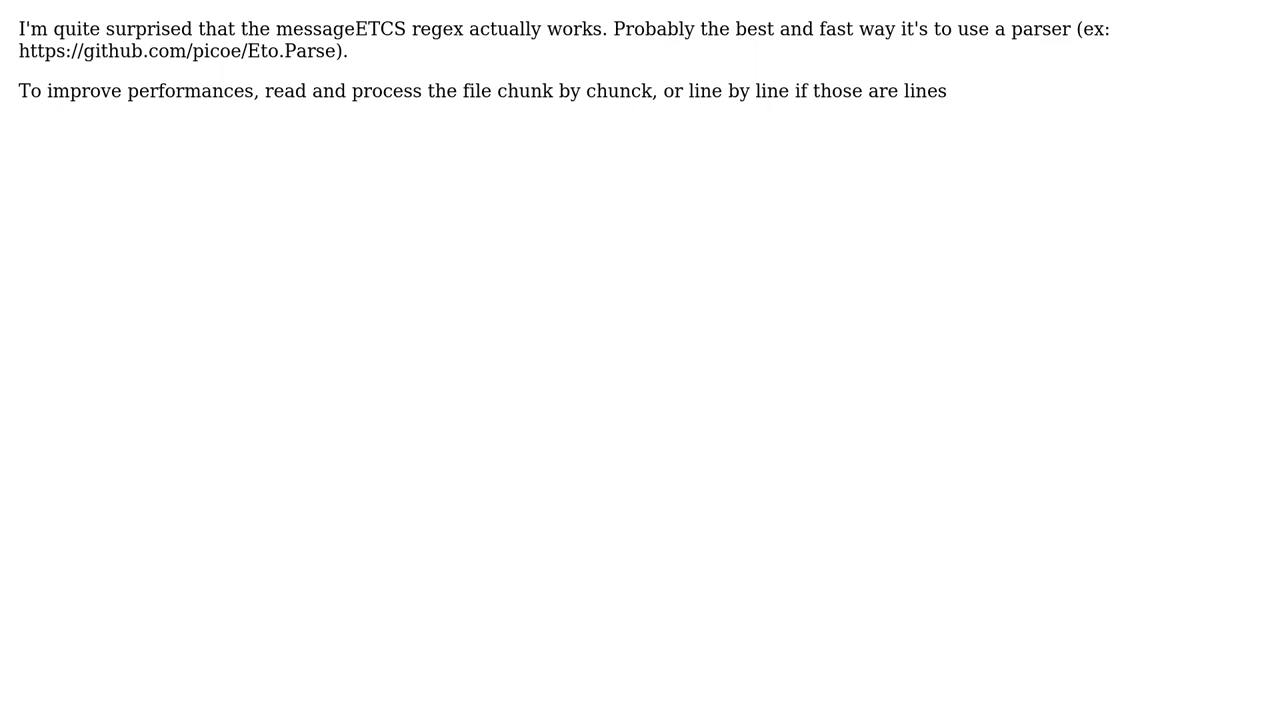 I'm quite surprised that the messageETCS regex actually works. Probably the best and fast way it's to use a parser (ex:
https://github.com/picoe/Eto.Parse).
To improve performances, read and process the file chunk by chunck, or line by line if those are lines